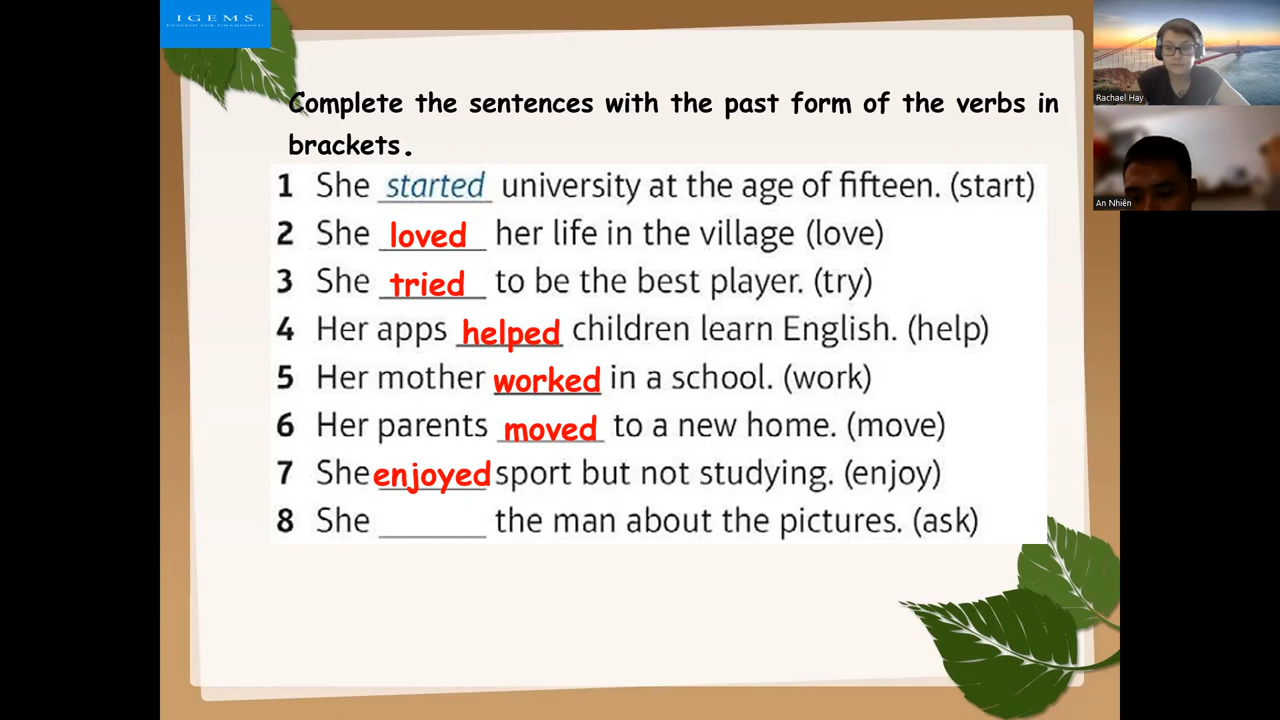 IGEMS
ENGLISH FOR CHAMPIONS!
Complete the sentences with the past form of the verbs in
brackets.
1 She started university at the age of fifteen. (start)
2 She loved her life in the village (love)
3 She tried to be the best player. (try)
4 Her apps helped children learn English. (help)
5 Her mother worked in a school. (work)
6 Her parents moved to a new home. (move)
7 She enjoyed sport but not studying. (enjoy)
8 She ________ the man about the pictures. (ask)
Rachael Hay
An Nhiên